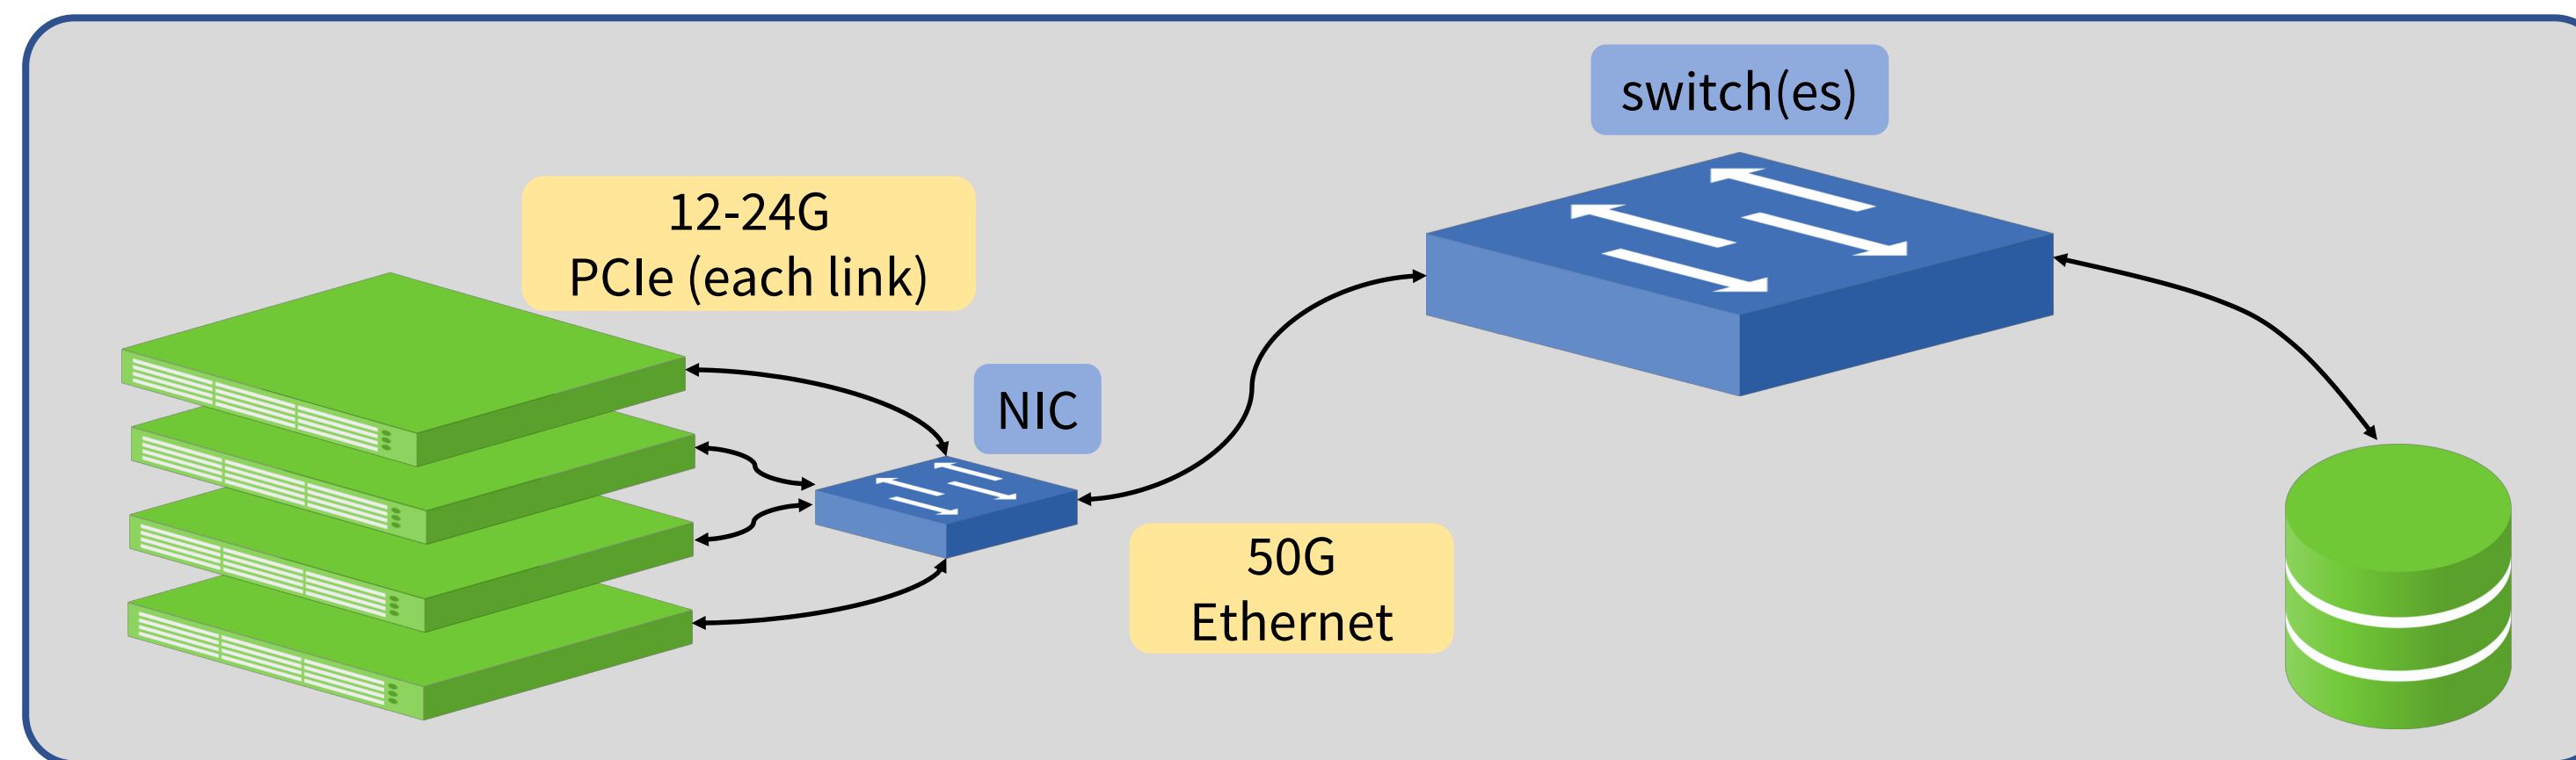 switch(es)
12-24G
PCIe (each link)
NIC
50G
Ethernet